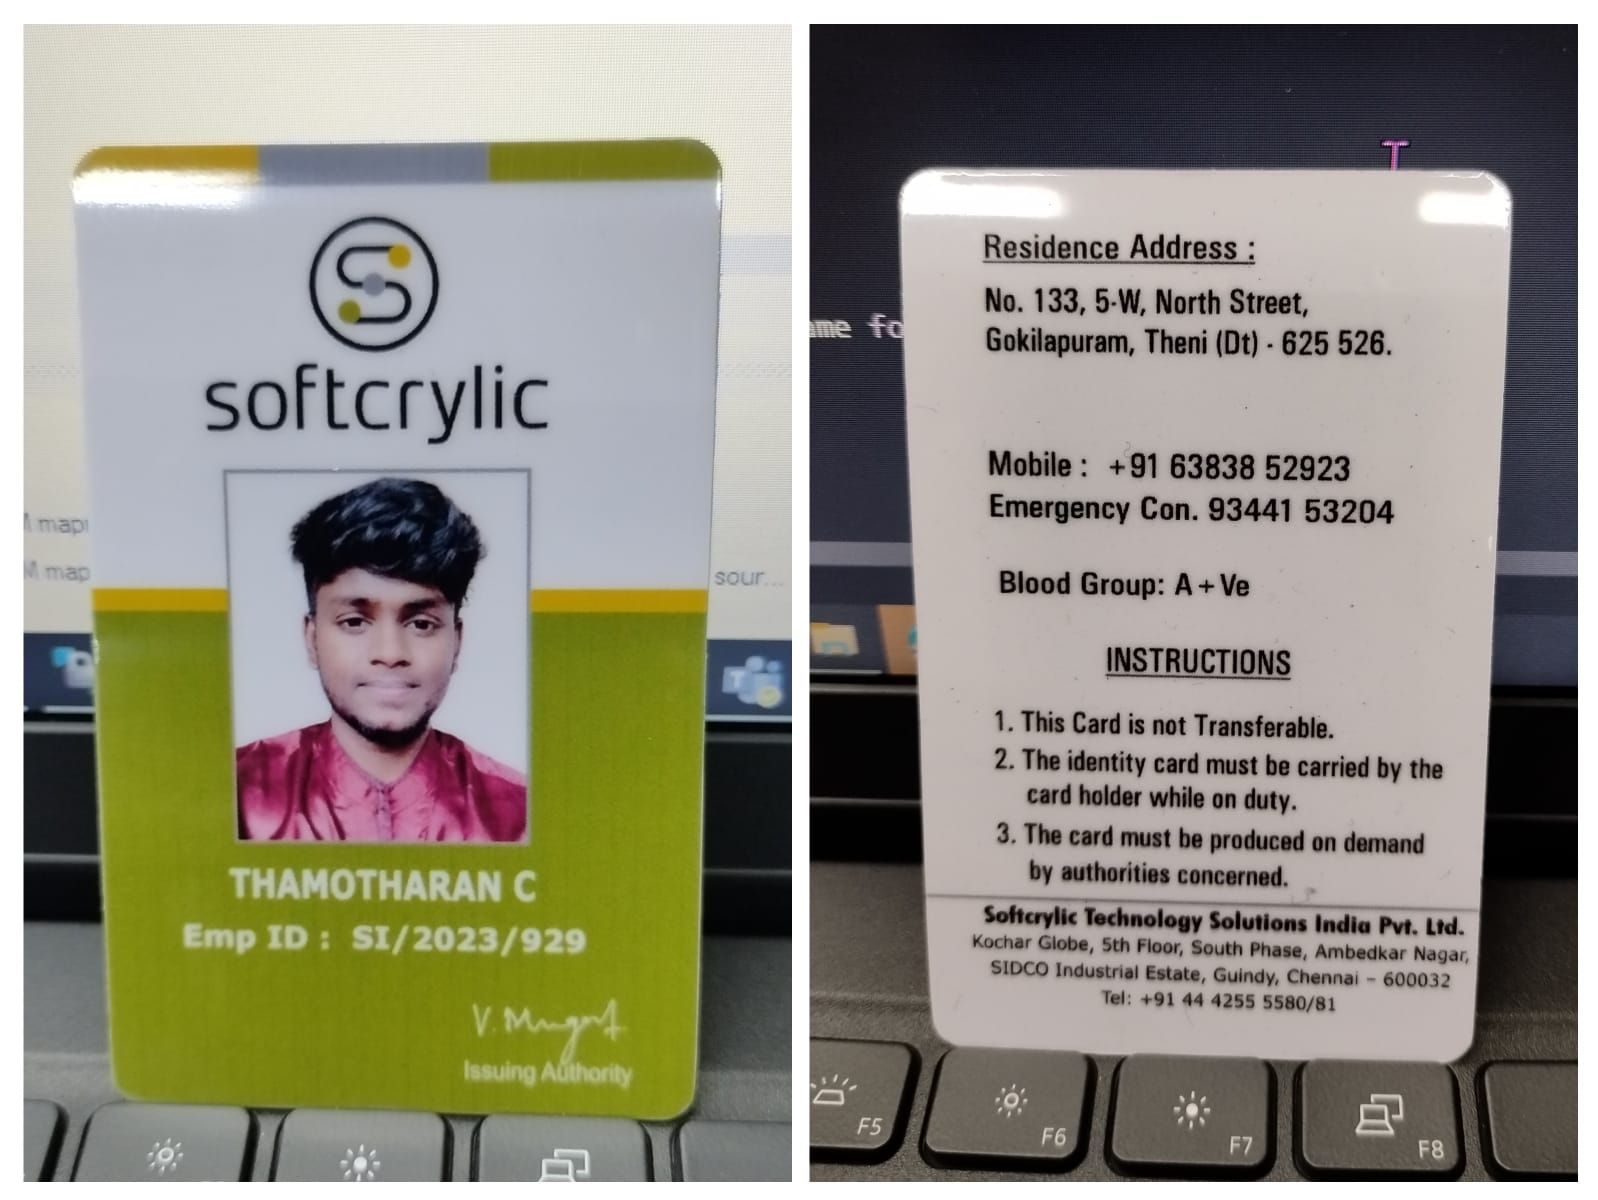 softcrylic
THAMOTHARAN C
Emp ID : SI/2023/929
Issuing Authority
M map
M map
sour...
T
F5
F6
F7
F8
ame fo
Residence Address :
No. 133, 5-W, North Street,
Gokilapuram, Theni (Dt) - 625 526.
Mobile : +91 63838 52923
Emergency Con. 93441 53204
Blood Group: A+Ve
INSTRUCTIONS
1. This Card is not Transferable.
2. The identity card must be carried by the
card holder while on duty.
3. The card must be produced on demand
by authorities concerned.
Softcrylic Technology Solutions India Pvt. Ltd.
Kochar Globe, 5th Floor, South Phase, Ambedkar Nagar,
SIDCO Industrial Estate, Guindy, Chennai – 600032
Tel: +91 44 4255 5580/81